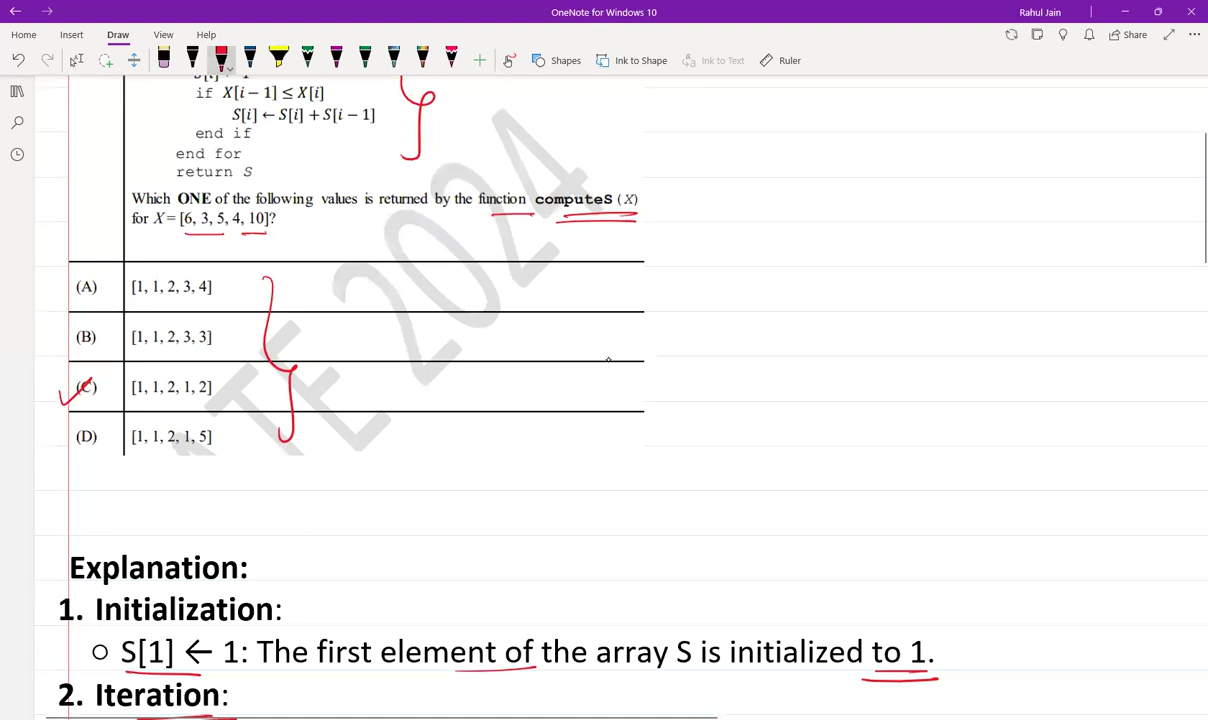 OneNote for Windows 10
Rahul Jain
Home Insert Draw View Help
Shapes Ink to Shape Ink to Text Ruler Share
if X[i − 1] ≤ X[i]
S[i] ← S[i] + S[i − 1]
end if
end for
return S
Which ONE of the following values is returned by the function computeS (X)
for X = [6, 3, 5, 4, 10]?
(A) [1, 1, 2, 3, 4]
(B) [1, 1, 2, 3, 3]
(C) [1, 1, 2, 1, 2]
(D) [1, 1, 2, 1, 5]
TE 2024
Explanation:
1. Initialization:
○ S[1] ← 1: The first element of the array S is initialized to 1.
2. Iteration: